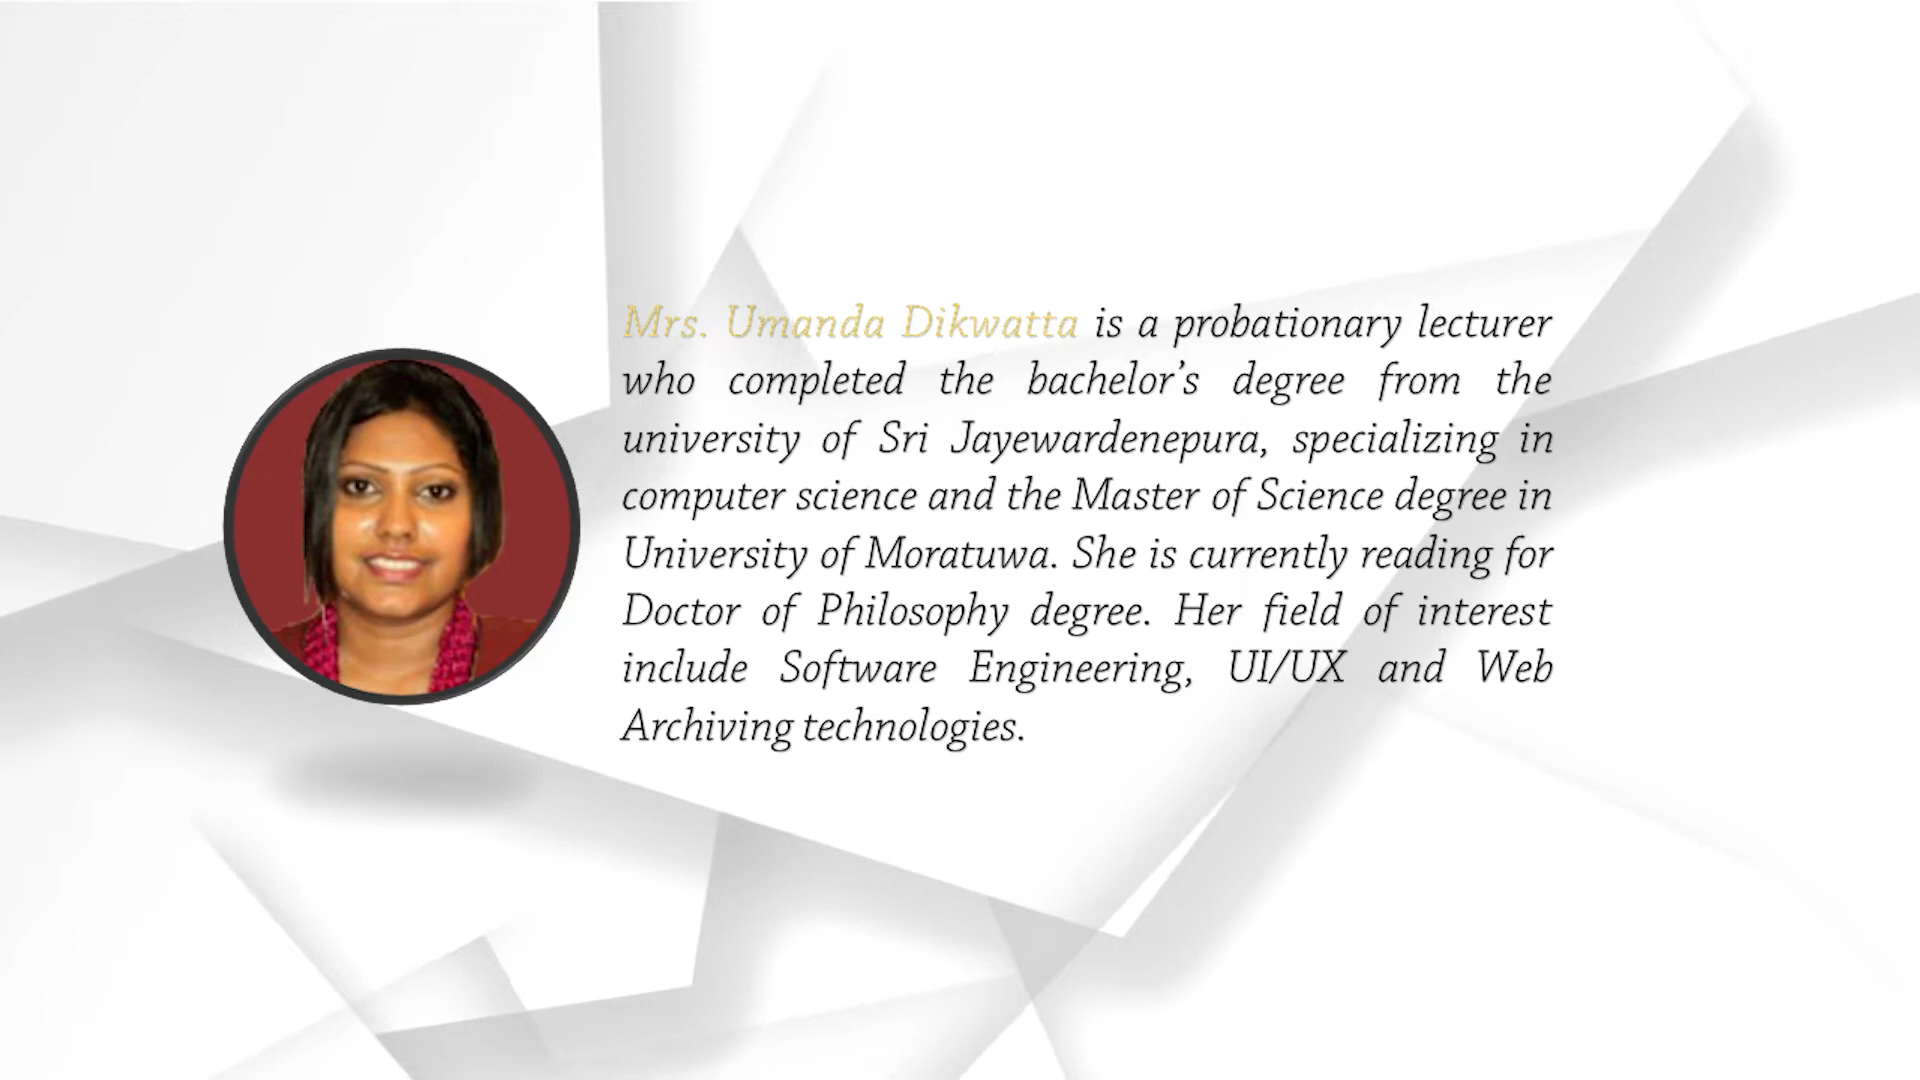 Mrs. Umanda Dikwatta is a probationary lecturer
who completed the bachelor’s degree from the
university of Sri Jayewardenepura, specializing in
computer science and the Master of Science degree in
University of Moratuwa. She is currently reading for
Doctor of Philosophy degree. Her field of interest
include Software Engineering, UI/UX and Web
Archiving technologies.